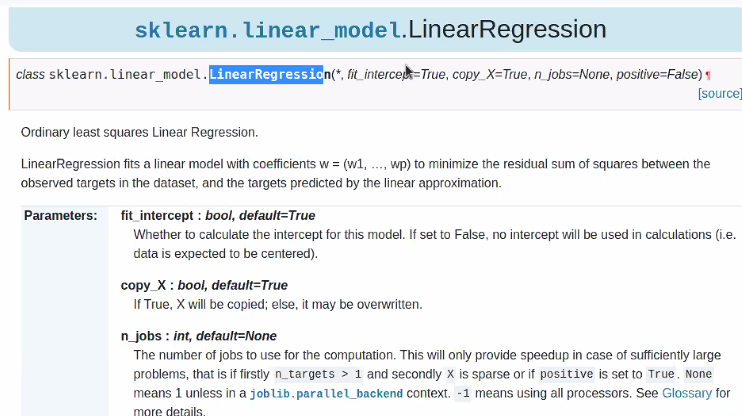 sklearn.linear_model.LinearRegression
class sklearn.linear_model.LinearRegression(*, fit_intercept=True, copy_X=True, n_jobs=None, positive=False) ¶
[source]
Ordinary least squares Linear Regression.
LinearRegression fits a linear model with coefficients w = (w1, …, wp) to minimize the residual sum of squares between the
observed targets in the dataset, and the targets predicted by the linear approximation.
Parameters:
fit_intercept : bool, default=True
Whether to calculate the intercept for this model. If set to False, no intercept will be used in calculations (i.e.
data is expected to be centered).
copy_X : bool, default=True
If True, X will be copied; else, it may be overwritten.
n_jobs : int, default=None
The number of jobs to use for the computation. This will only provide speedup in case of sufficiently large
problems, that is if firstly n_targets > 1 and secondly X is sparse or if positive is set to True. None
means 1 unless in a joblib.parallel_backend context. -1 means using all processors. See Glossary for
more details.